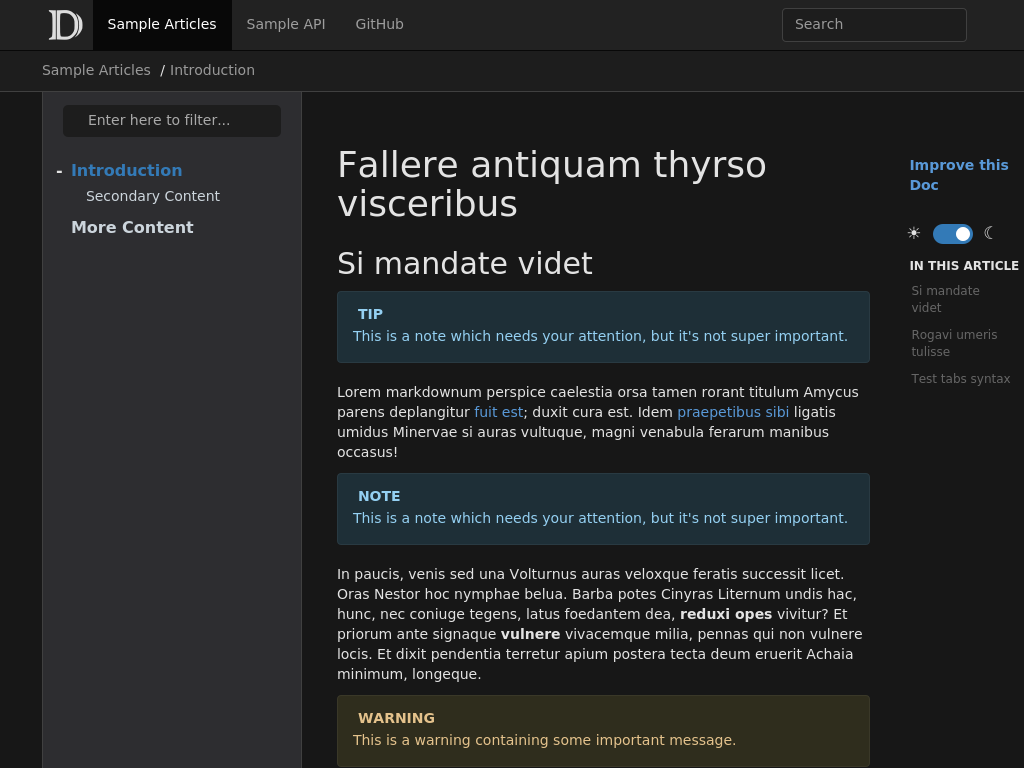 Sample Articles Sample API GitHub Search
Sample Articles / Introduction
Enter here to filter...
- Introduction
Secondary Content
More Content
Fallere antiquam thyrso
visceribus
Si mandate videt
TIP
This is a note which needs your attention, but it's not super important.
Lorem markdownum perspice caelestia orsa tamen rorant titulum Amycus
parens deplangitur fuit est; duxit cura est. Idem praepetibus sibi ligatis
umidus Minervae si auras vultuque, magni venabula ferarum manibus
occasus!
NOTE
This is a note which needs your attention, but it's not super important.
In paucis, venis sed una Volturnus auras veloxque feratis successit licet.
Oras Nestor hoc nymphae belua. Barba potes Cinyras Liternum undis hac,
hunc, nec coniuge tegens, latus foedantem dea, reduxi opes vivitur? Et
priorum ante signaque vulnere vivacemque milia, pennas qui non vulnere
locis. Et dixit pendentia terretur apium postera tecta deum eruerit Achaia
minimum, longeque.
WARNING
This is a warning containing some important message.
Improve this
Doc
IN THIS ARTICLE
Si mandate
videt
Rogavi umeris
tulisse
Test tabs syntax